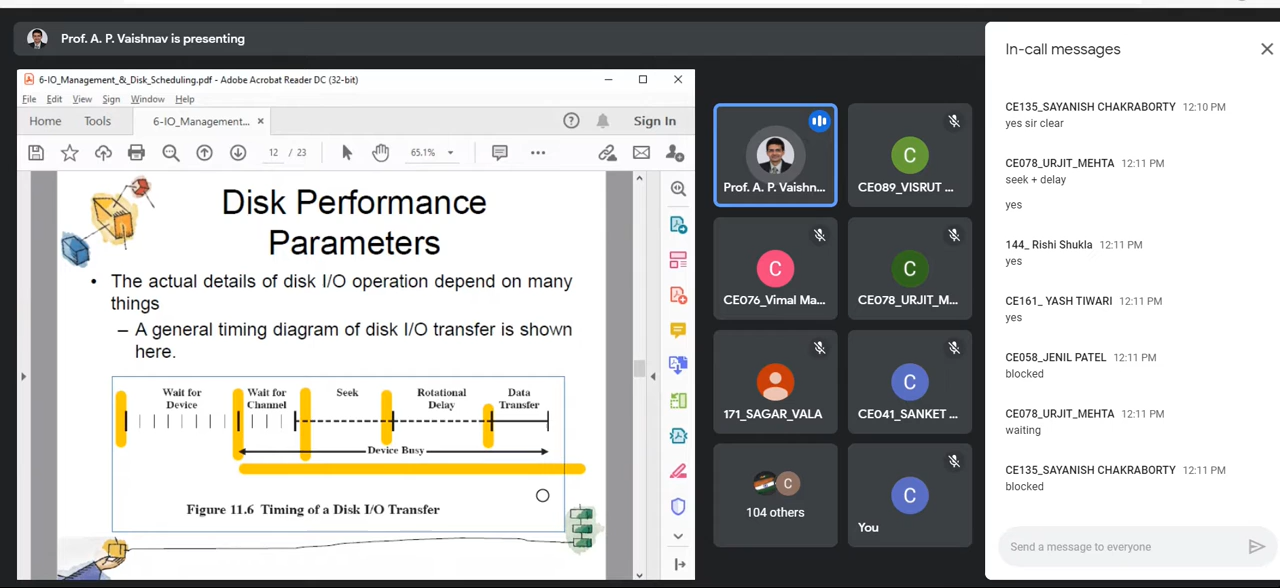 Prof. A. P. Vaishnav is presenting
6-IO_Management_&_Disk_Scheduling.pdf - Adobe Acrobat Reader DC (32-bit)
File Edit View Sign Window Help
Home Tools 6-IO_Management... Sign In
12 / 23 65.1%
Disk Performance
Parameters
• The actual details of disk I/O operation depend on many
things
– A general timing diagram of disk I/O transfer is shown
here.
Wait for
Device
Wait for
Channel
Seek
Rotational
Delay
Data
Transfer
Device Busy
Figure 11.6 Timing of a Disk I/O Transfer
Prof. A. P. Vaishn...
C
CE089_VISRUT ...
C
CE076_Vimal Ma...
C
CE078_URJIT_M...
171_SAGAR_VALA
C
CE041_SANKET ...
C
104 others
C
You
In-call messages
CE135_SAYANISH CHAKRABORTY 12:10 PM
yes sir clear
CE078_URJIT_MEHTA 12:11 PM
seek + delay
yes
144_ Rishi Shukla 12:11 PM
yes
CE161_ YASH TIWARI 12:11 PM
yes
CE058_JENIL PATEL 12:11 PM
blocked
CE078_URJIT_MEHTA 12:11 PM
waiting
CE135_SAYANISH CHAKRABORTY 12:11 PM
blocked
Send a message to everyone